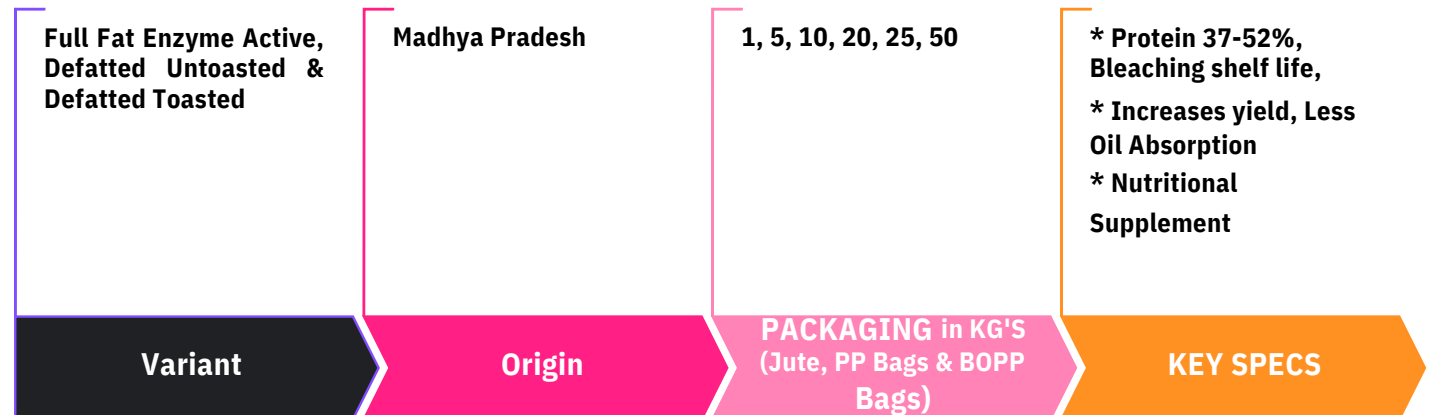 Full Fat Enzyme Active,
Defatted Untoasted &
Defatted Toasted
Madhya Pradesh
1, 5, 10, 20, 25, 50
* Protein 37-52%,
Bleaching shelf life,
* Increases yield, Less
Oil Absorption
* Nutritional
Supplement
Variant
Origin
PACKAGING in KG'S
(Jute, PP Bags & BOPP
Bags)
KEY SPECS